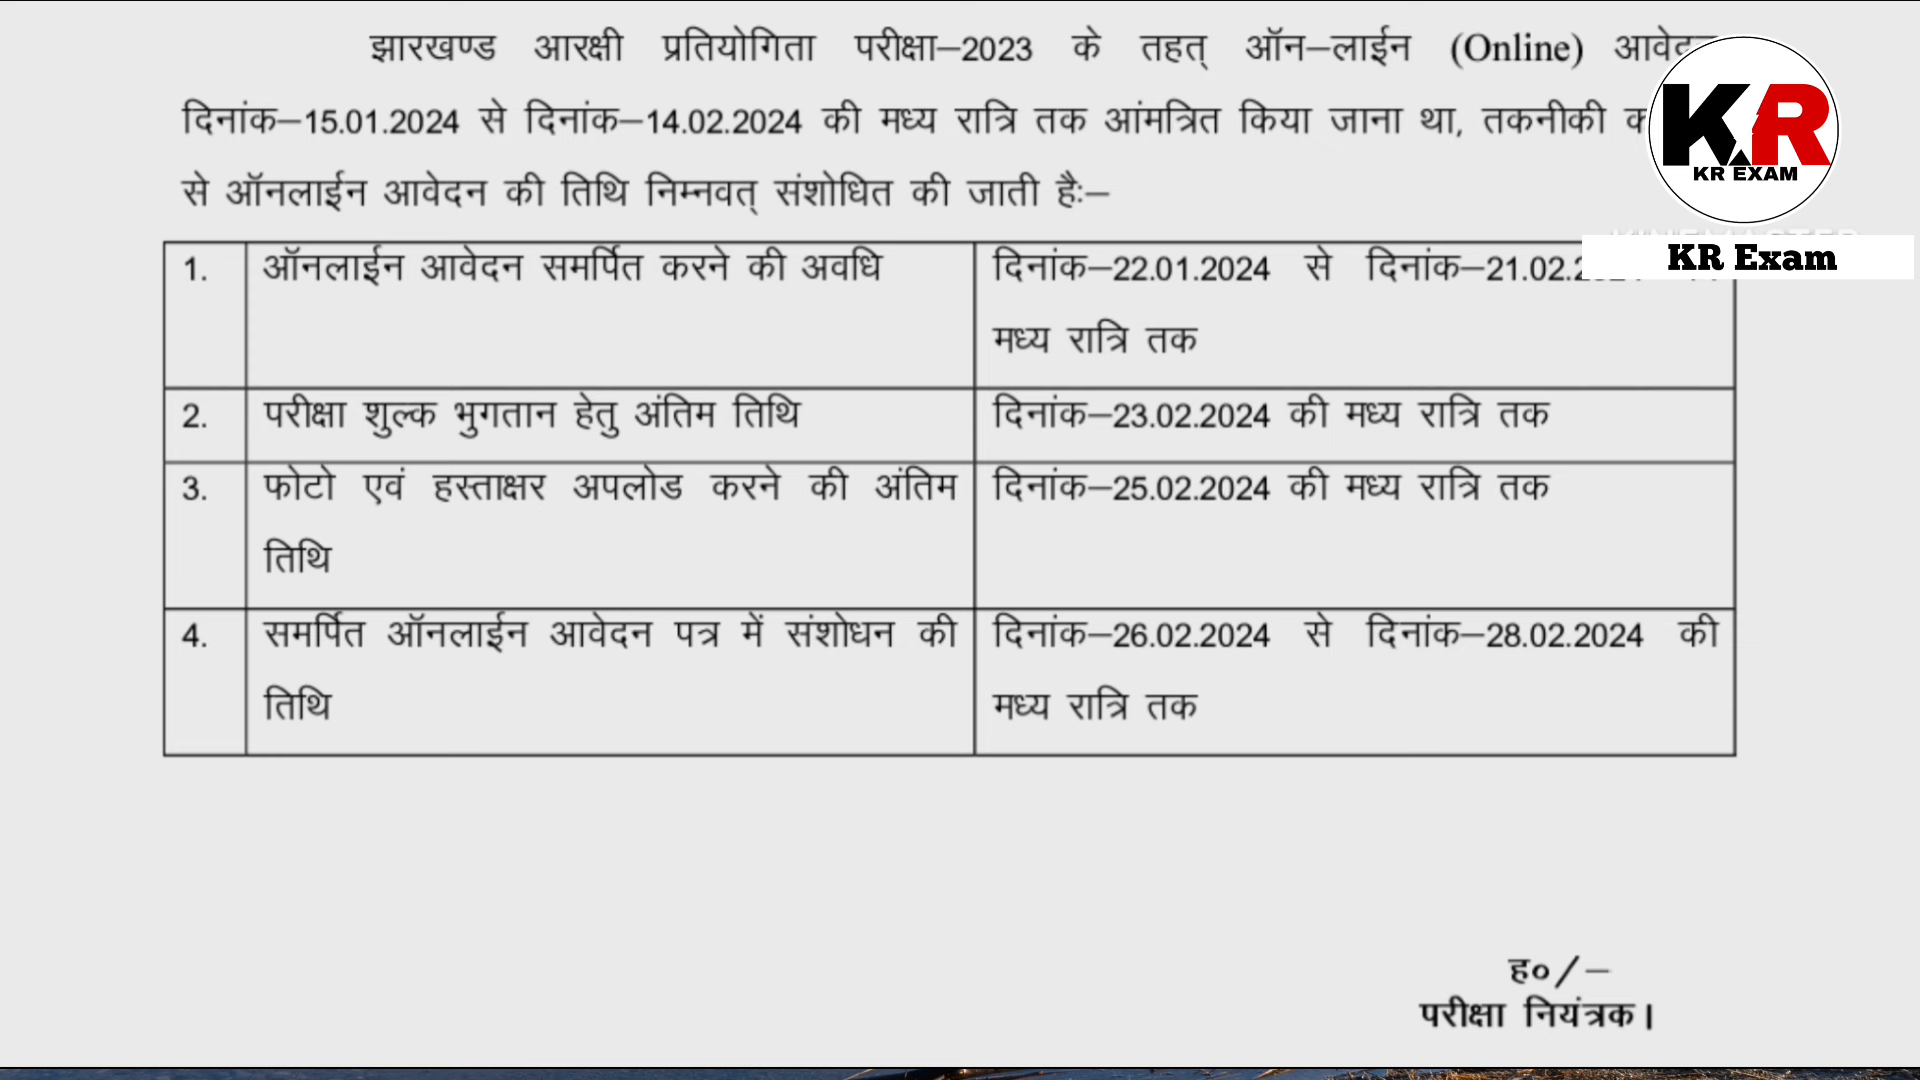 झारखण्ड आरक्षी प्रतियोगिता परीक्षा–2023 के तहत् ऑन–लाईन (Online)
दिनांक–15.01.2024 से दिनांक–14.02.2024 की मध्य रात्रि तक आंमत्रित किया जाना था, तकनीकी
से ऑनलाईन आवेदन की तिथि निम्नवत् संशोधित की जाती हैः–
KR
KR EXAM
KR Exam
1. ऑनलाईन आवेदन समर्पित करने की अवधि दिनांक–22.01.2024 से
मध्य रात्रि तक
2. परीक्षा शुल्क भुगतान हेतु अंतिम तिथि दिनांक–23.02.2024 की मध्य रात्रि तक
3. फोटो एवं हस्ताक्षर अपलोड करने की अंतिम दिनांक–25.02.2024 की मध्य रात्रि तक
तिथि
4. समर्पित ऑनलाईन आवेदन पत्र में संशोधन की दिनांक–26.02.2024 से दिनांक–28.02.2024 की
तिथि मध्य रात्रि तक
ह०/–
परीक्षा नियंत्रक।